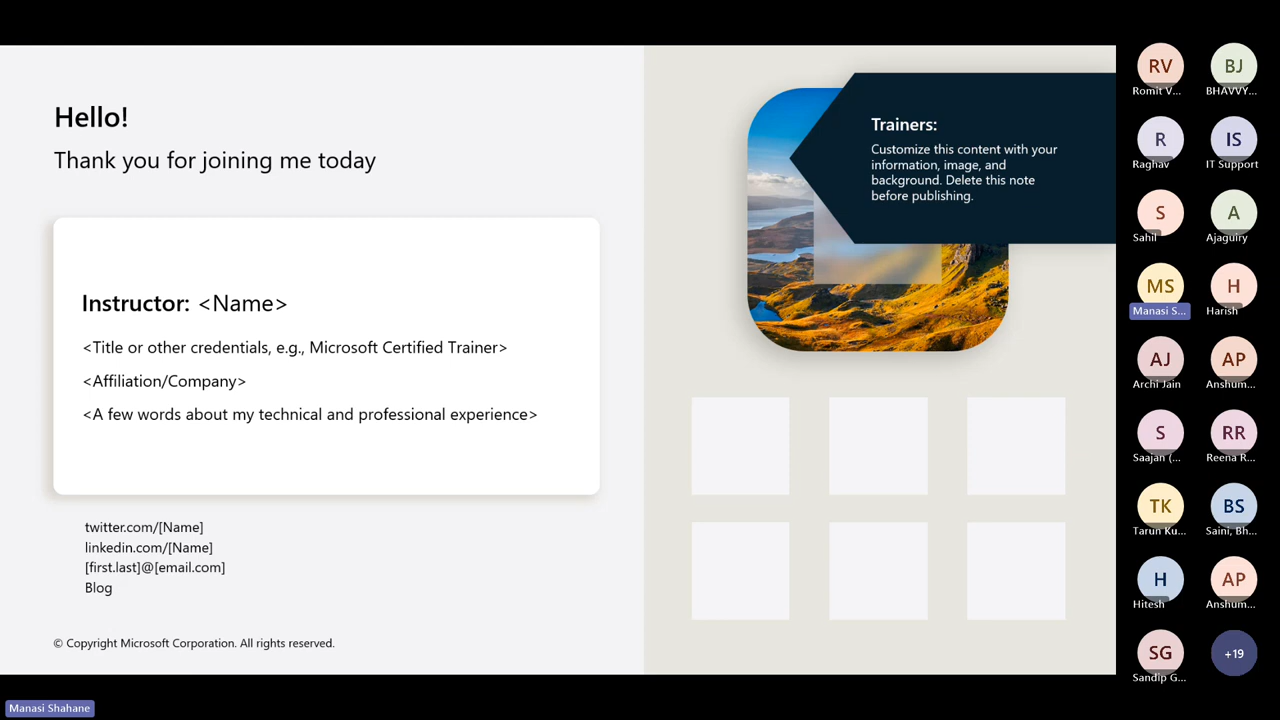 Hello!
Thank you for joining me today
Instructor: <Name>
<Title or other credentials, e.g., Microsoft Certified Trainer>
<Affiliation/Company>
<A few words about my technical and professional experience>
twitter.com/[Name]
linkedin.com/[Name]
[first.last]@[email.com]
Blog
© Copyright Microsoft Corporation. All rights reserved.
Trainers:
Customize this content with your
information, image, and
background. Delete this note
before publishing.
RV
Romit V...
BJ
BHAVVY...
R
Raghav
IS
IT Support
S
Sahil
A
Ajaguiry
MS
Manasi S...
H
Harish
AJ
Archi Jain
AP
Anshum...
S
Saajan (...
RR
Reena R...
TK
Tarun Ku...
BS
Saini, Bh...
H
Hitesh
AP
Anshum...
SG
Sandip G...
+19
Manasi Shahane